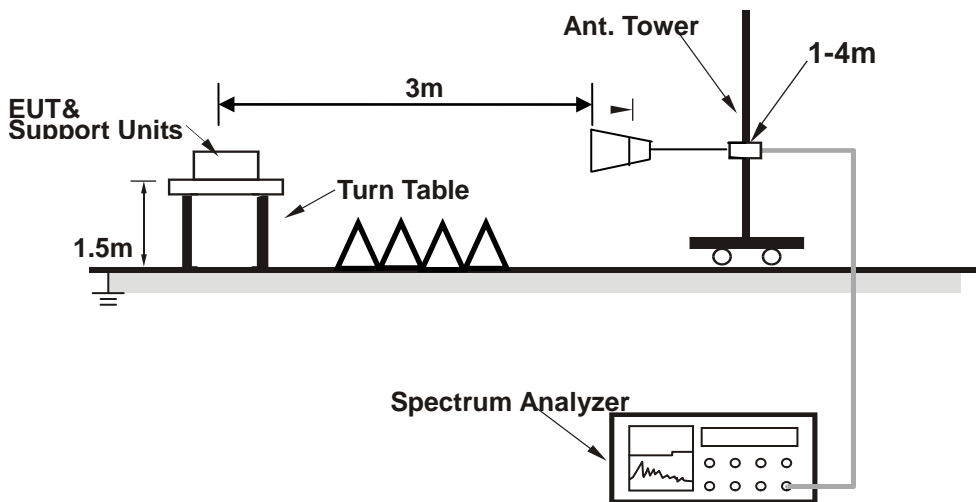 Ant. Tower
1-4m
3m
EUT&
Support Units
Turn Table
1.5m
Spectrum Analyzer